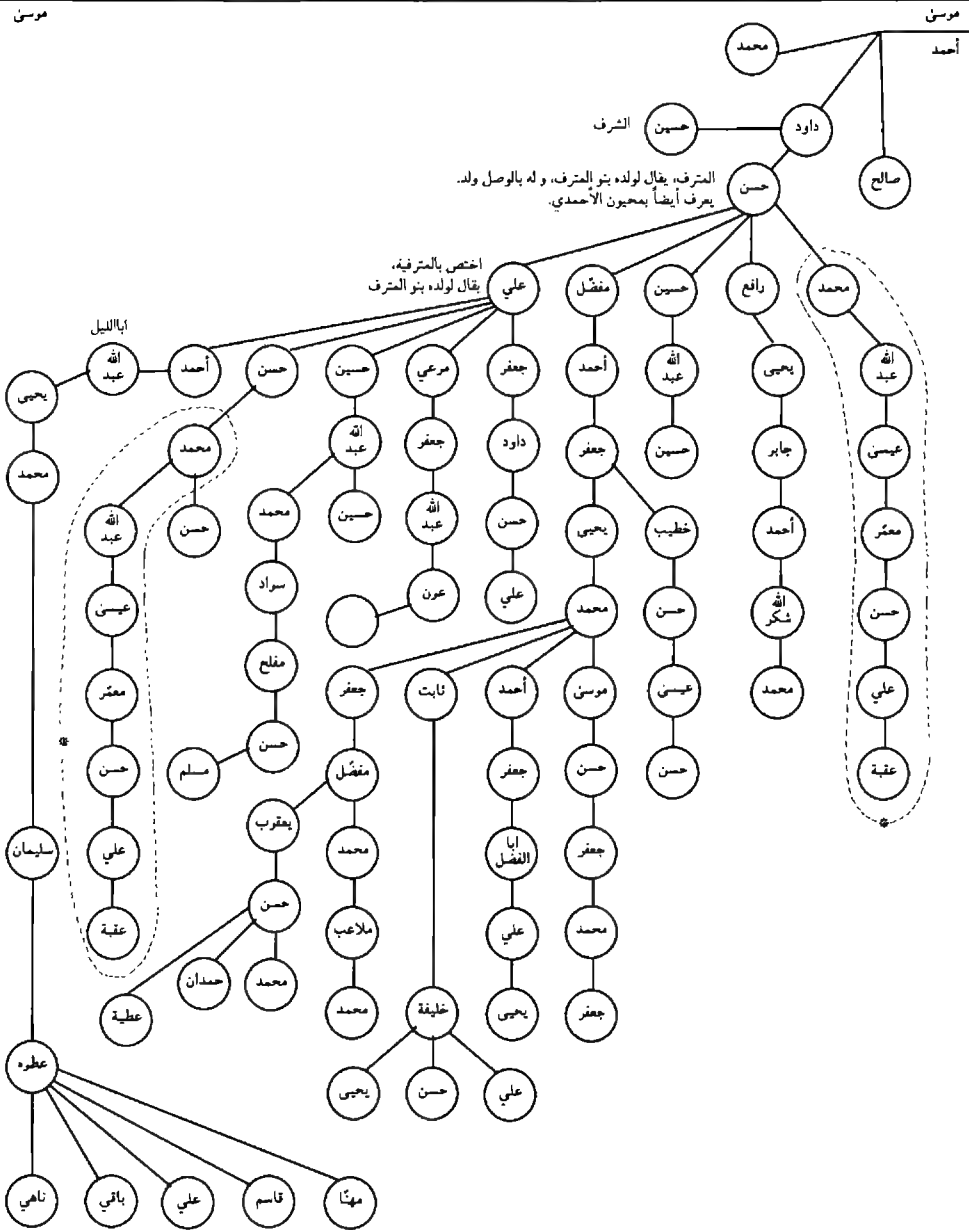 موسىٰ
موسىٰ
أحمد
محمد
الشرف
حسين
داود
صالح
حسن
المترف، يقال لولده بنو المترف، و له بالوصل ولد.
يعرف أيضاً بمحيون الأحمدي.
محمد
رافع
حسين
مفضّل
علي
اختص بالمترفية،
يقال لولده بنو المترف
الله
عبد
يحيى
الله
عبد
أحمد
جعفر
مرعي
حسين
حسن
أحمد
الله
عبد
اباالليل
يحيى
عيسىٰ
جابر
حسين
جعفر
داود
جعفر
الله
عبد
محمد
محمد
معمّر
أحمد
خطيب
يحيى
حسن
الله
عبد
حسين
محمد
حسن
الله
عبد
حسن
الله
شكر
حسن
محمد
علي
عون
سواد
عيسىٰ
علي
محمد
عيسىٰ
موسىٰ
أحمد
ثابت
جعفر
مفلح
معمّر
عقبة
حسن
حسن
جعفر
مفضّل
حسن
مسلم
حسن
*
*
جعفر
ابا
الفضل
محمد
يعقوب
علي
سليمان
محمد
علي
ملاعب
حسن
عقبة
جعفر
يحيى
خليفة
محمد
محمد
حمدان
عطية
علي
حسن
يحيى
عطوه
مهنّا
قاسم
علي
باقي
ناهي